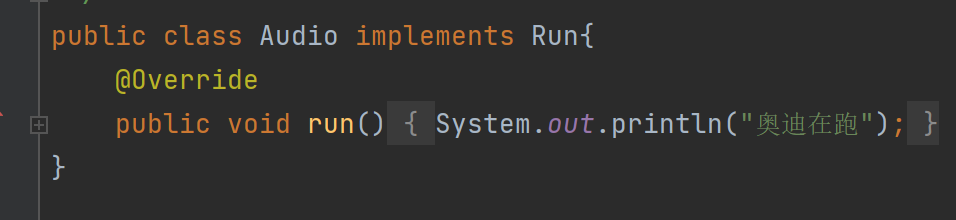 public class Audio implements Run{
@Override
public void run() { System.out.println("奥迪在跑"); }
}